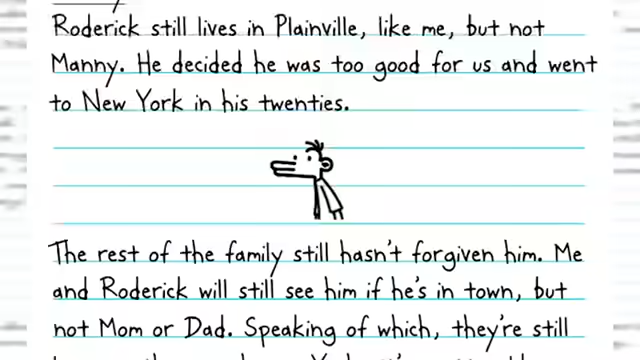 Roderick still lives in Plainville, like me, but not
Manny. He decided he was too good for us and went
to New York in his twenties.
The rest of the family still hasn't forgiven him. Me
and Roderick will still see him if he's in town, but
not Mom or Dad. Speaking of which, they're still